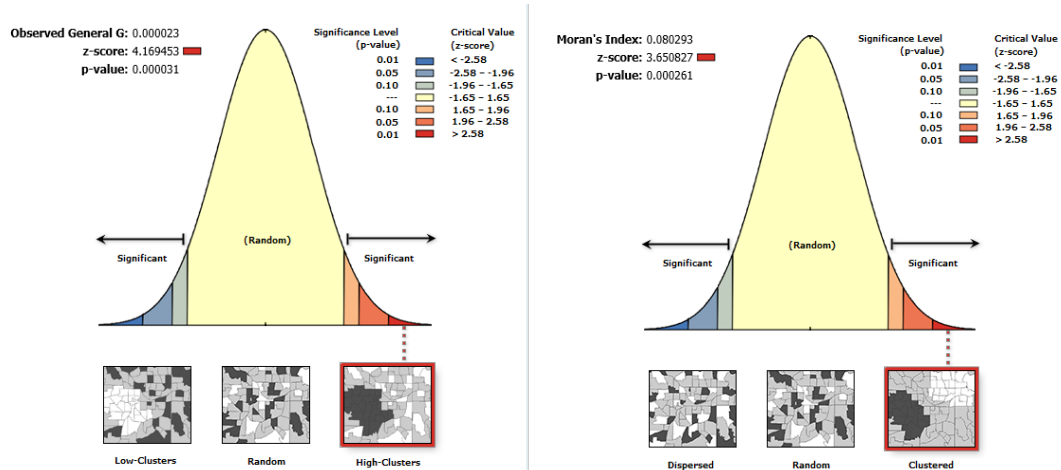 Observed General G: 0.000023
z-score: 4.169453
p-value: 0.000031
Significance Level
(p-value)
Critical Value
(z-score)
0.01 < -2.58
0.05 -2.58 - -1.96
0.10 -1.96 - -1.65
--- -1.65 - 1.65
0.10 1.65 - 1.96
0.05 1.96 - 2.58
0.01 > 2.58
(Random)
Significant
Significant
Low-Clusters
Random
High-Clusters
Moran's Index: 0.080293
z-score: 3.650827
p-value: 0.000261
Significance Level
(p-value)
Critical Value
(z-score)
0.01 < -2.58
0.05 -2.58 - -1.96
0.10 -1.96 - -1.65
--- -1.65 - 1.65
0.10 1.65 - 1.96
0.05 1.96 - 2.58
0.01 > 2.58
(Random)
Significant
Significant
Dispersed
Random
Clustered